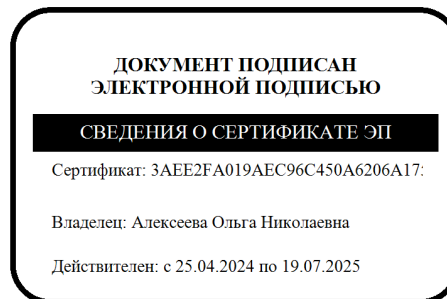 ДОКУМЕНТ ПОДПИСАН
ЭЛЕКТРОННОЙ ПОДПИСЬЮ
СВЕДЕНИЯ О СЕРТИФИКАТЕ ЭП
Сертификат: 3AEE2FA019AEC96C450A6206A17:
Владелец: Алексеева Ольга Николаевна
Действителен: с 25.04.2024 по 19.07.2025